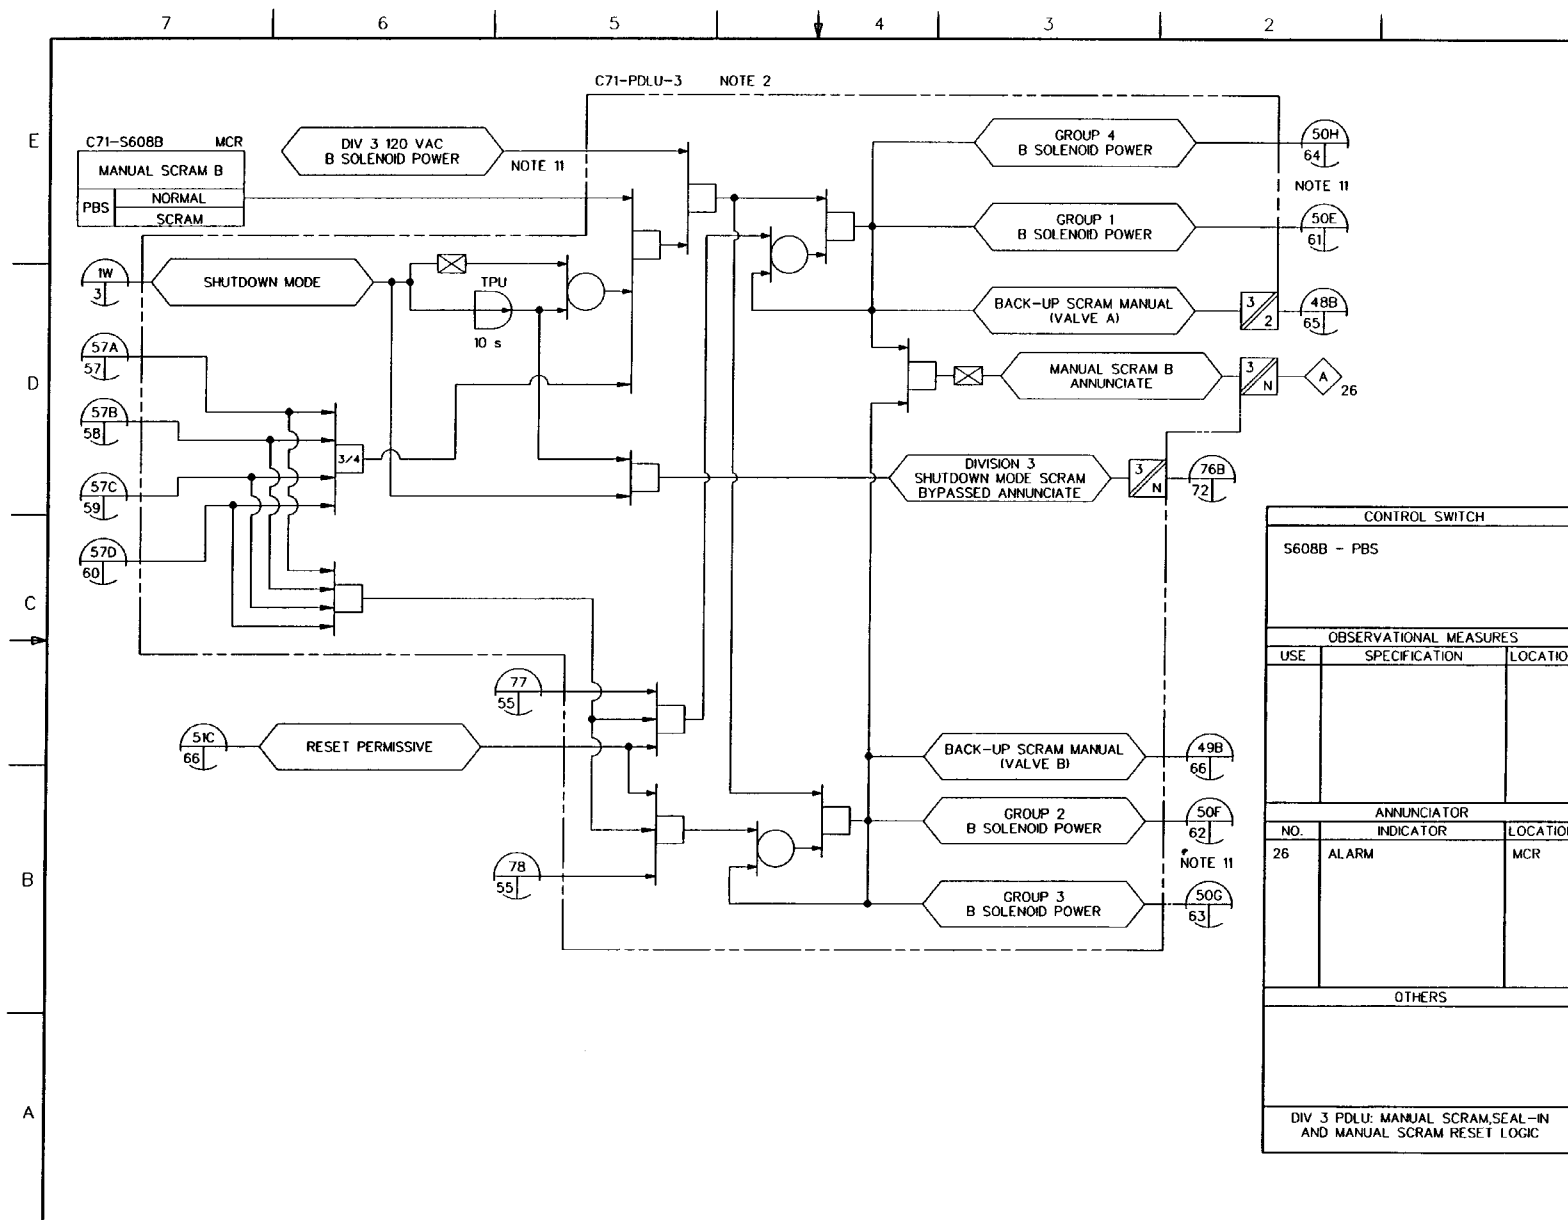 7 6 5 4 3 2
C71-PDLU-3 NOTE 2
E
C71-S608B MCR
MANUAL SCRAM B
PBS
NORMAL
SCRAM
DIV 3 120 VAC
B SOLENOID POWER
NOTE 11
GROUP 4
B SOLENOID POWER
50H
64
NOTE 11
GROUP 1
B SOLENOID POWER
50E
61
1W
3
SHUTDOWN MODE
TPU
10 s
BACK-UP SCRAM MANUAL
(VALVE A)
3
2
48B
65
D
57A
57
MANUAL SCRAM B
ANNUNCIATE
3
N
A
26
57B
58
3/4
DIVISION 3
SHUTDOWN MODE SCRAM
BYPASSED ANNUNCIATE
3
N
76B
72
57C
59
57D
60
C
CONTROL SWITCH
S608B - PBS
OBSERVATIONAL MEASURES
USE SPECIFICATION LOCATIO
77
55
51C
66
RESET PERMISSIVE
BACK-UP SCRAM MANUAL
(VALVE B)
49B
66
GROUP 2
B SOLENOID POWER
50F
62
NOTE 11
B
78
55
GROUP 3
B SOLENOID POWER
50G
63
ANNUNCIATOR
NO. INDICATOR LOCATIO
26 ALARM MCR
OTHERS
A
DIV 3 PDLU: MANUAL SCRAM,SEAL-IN
AND MANUAL SCRAM RESET LOGIC